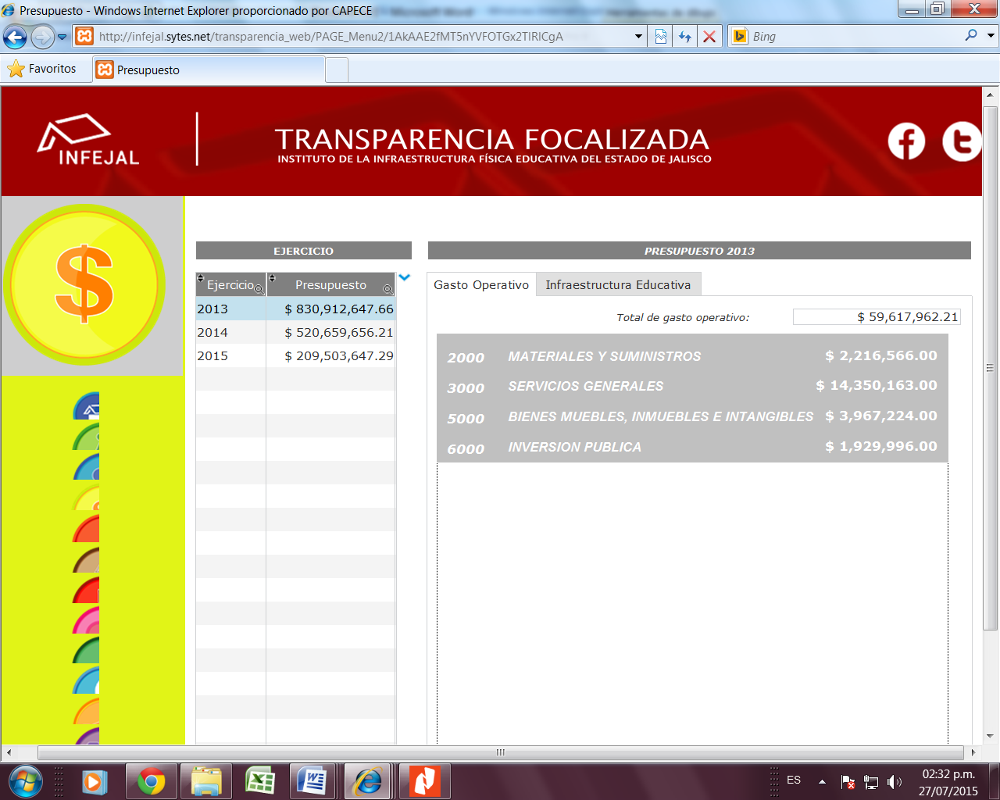 Presupuesto - Windows Internet Explorer proporcionado por CAPECE
http://infejal.sytes.net/transparencia_web/PAGE_Menu2/1AkAAE2fMT5nYVFOTGx2TlRlCgA
Bing
Favoritos
Presupuesto
INFEJAL
TRANSPARENCIA FOCALIZADA
INSTITUTO DE LA INFRAESTRUCTURA FÍSICA EDUCATIVA DEL ESTADO DE JALISCO
EJERCICIO
PRESUPUESTO 2013
Ejercicio Presupuesto
2013 $ 830,912,647.66
2014 $ 520,659,656.21
2015 $ 209,503,647.29
Gasto Operativo Infraestructura Educativa
Total de gasto operativo: $ 59,617,962.21
2000 MATERIALES Y SUMINISTROS $ 2,216,566.00
3000 SERVICIOS GENERALES $ 14,350,163.00
5000 BIENES MUEBLES, INMUEBLES E INTANGIBLES $ 3,967,224.00
6000 INVERSION PUBLICA $ 1,929,996.00
ES
02:32 p.m.
27/07/2015